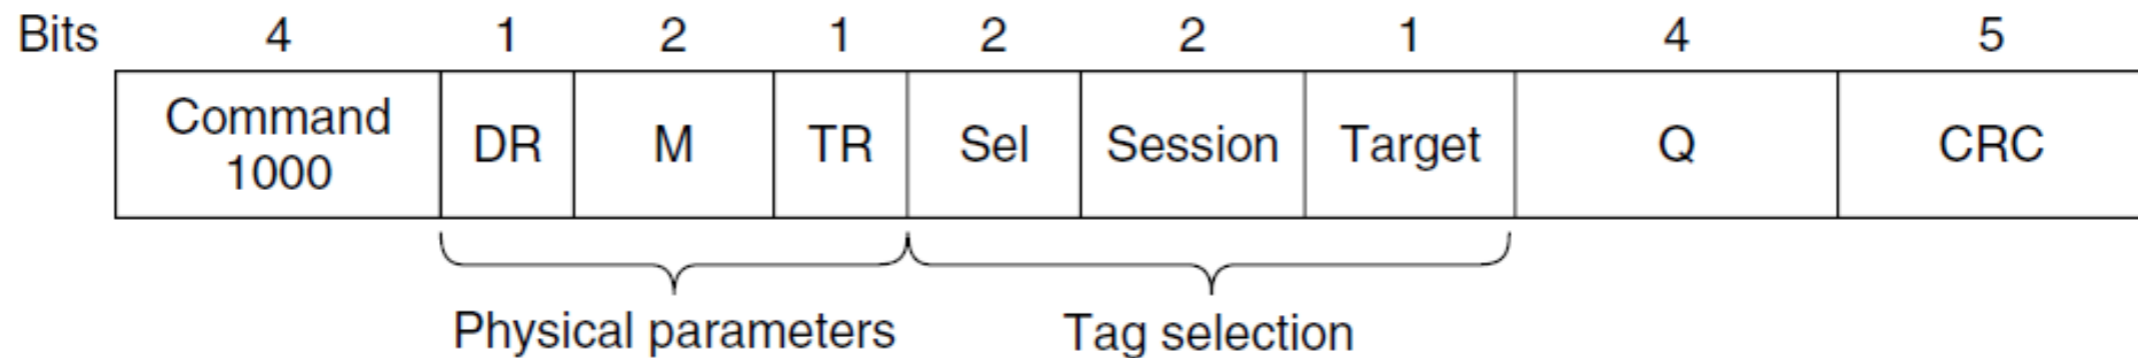 Bits 4 1 2 1 2 2 1 4 5
Command 1000 DR M TR Sel Session Target Q CRC
Physical parameters Tag selection